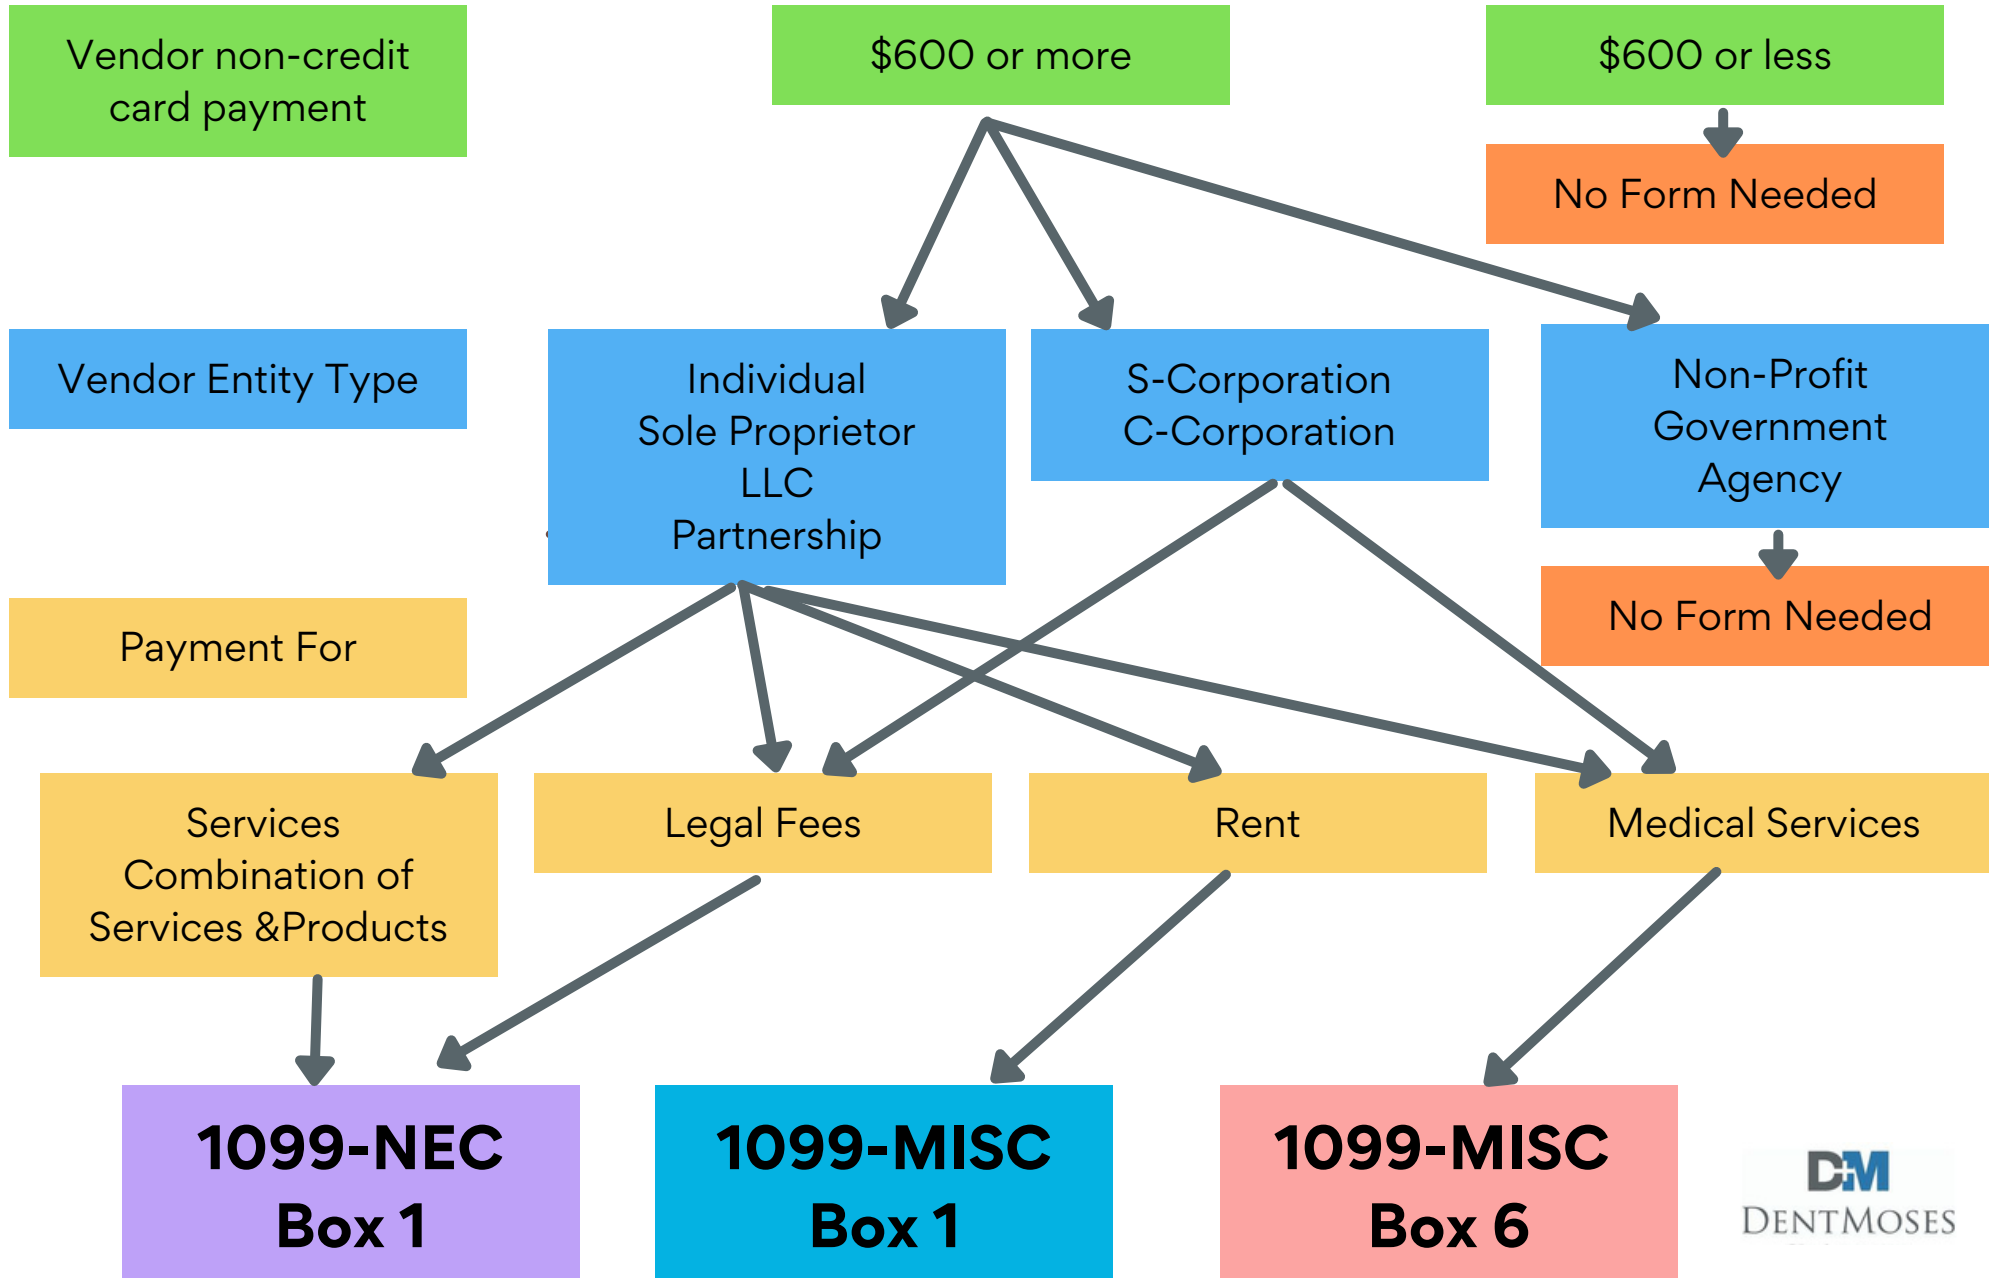 Vendor non-credit
card payment
$600 or more
$600 or less
No Form Needed
Vendor Entity Type
Individual
Sole Proprietor
LLC
Partnership
S-Corporation
C-Corporation
Non-Profit
Government
Agency
No Form Needed
Payment For
Services
Combination of
Services &Products
Legal Fees
Rent
Medical Services
1099-NEC
Box 1
1099-MISC
Box 1
1099-MISC
Box 6
DM
DENTMOSES